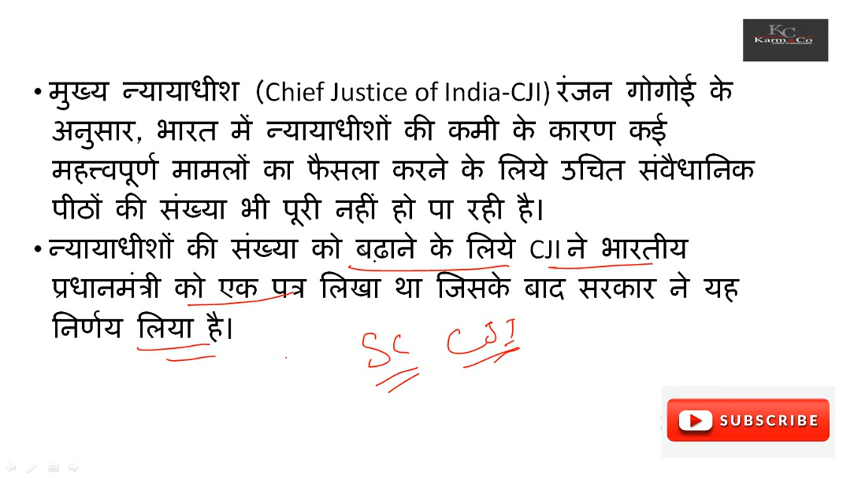 KC
Karm Co
• मुख्य न्यायाधीश (Chief Justice of India-CJI) रंजन गोगोई के
अनुसार, भारत में न्यायाधीशों की कमी के कारण कई
महत्त्वपूर्ण मामलों का फैसला करने के लिये उचित संवैधानिक
पीठों की संख्या भी पूरी नहीं हो पा रही है।
• न्यायाधीशों की संख्या को बढ़ाने के लिये CJI ने भारतीय
प्रधानमंत्री को एक पत्र लिखा था जिसके बाद सरकार ने यह
निर्णय लिया है।
SC CJI
SUBSCRIBE